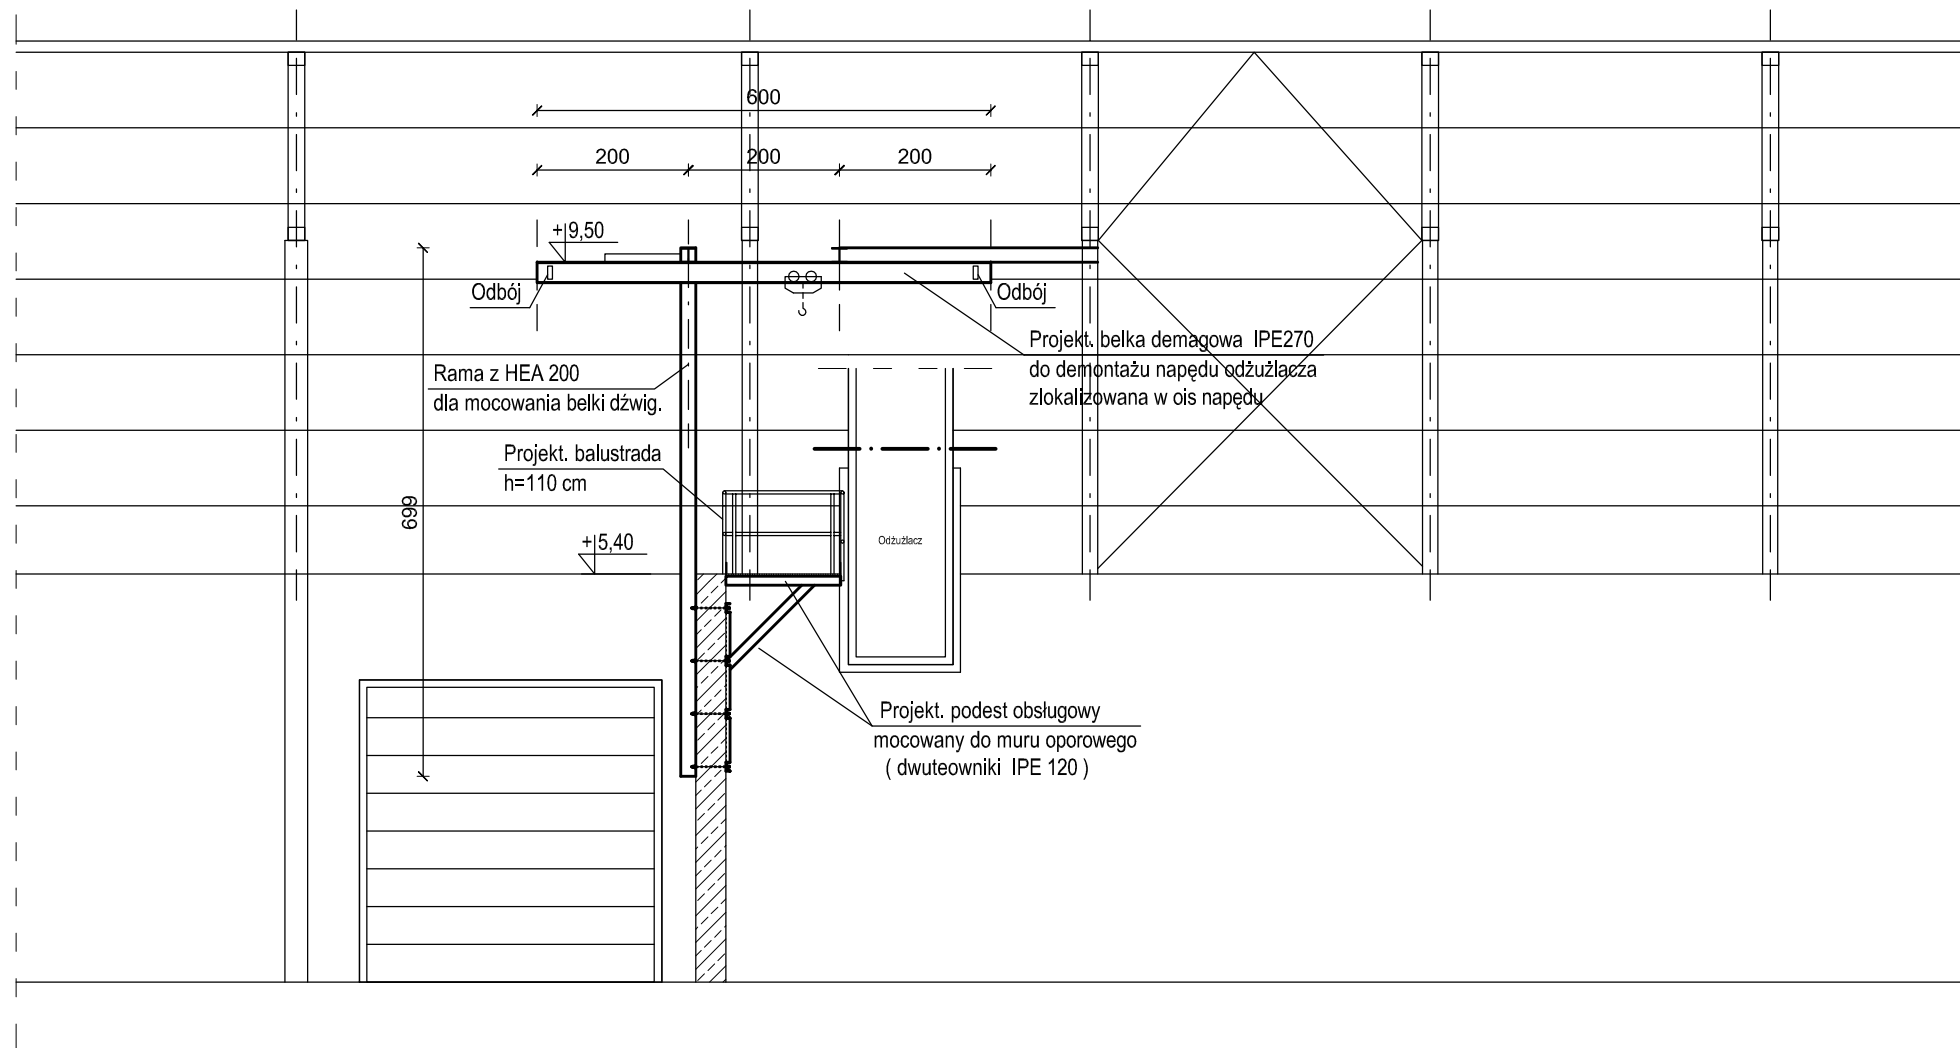 600
200
200
200
+9,50
Odbój
Odbój
Projekt. belka demagowa IPE270
do demontażu napędu odżużlacza
zlokalizowana w ois napędu
Rama z HEA 200
dla mocowania belki dźwig.
Projekt. balustrada
h=110 cm
699
+5,40
Odżużlacz
Projekt. podest obsługowy
mocowany do muru oporowego
( dwuteowniki IPE 120 )